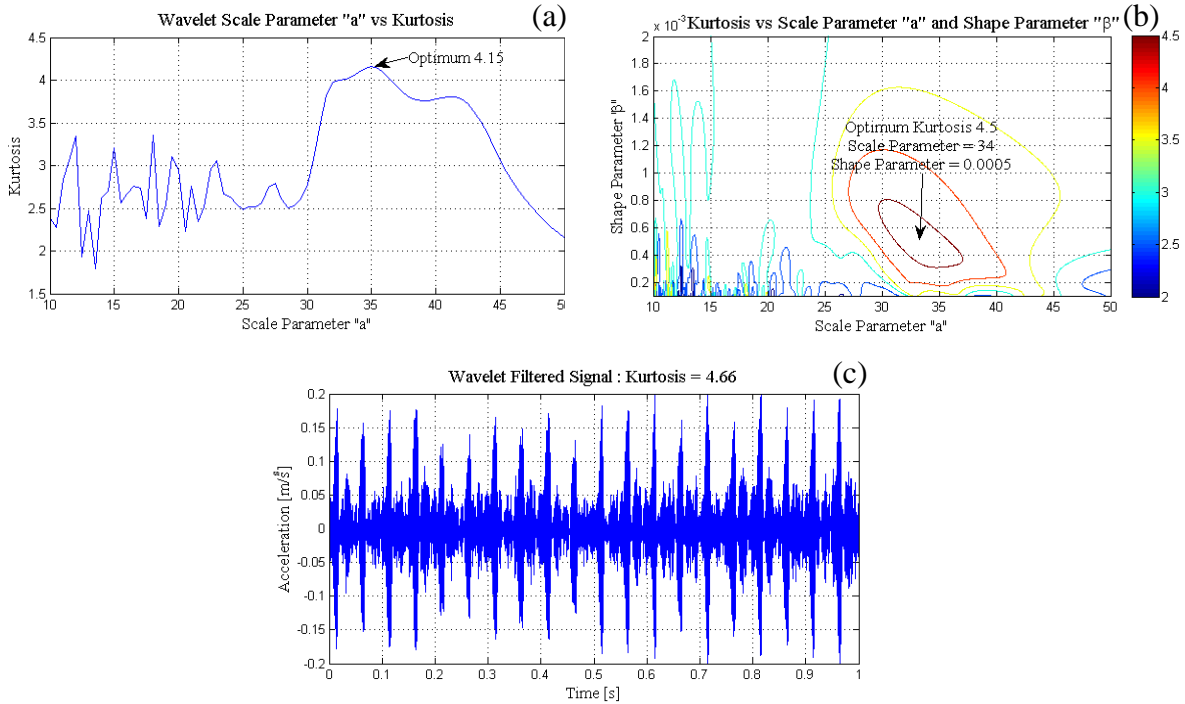 Wavelet Scale Parameter "a" vs Kurtosis
(a)
Kurtosis
4.5
4
3.5
3
2.5
2
1.5
Optimum 4.15
10 15 20 25 30 35 40 45 50
Scale Parameter "a"
x 10⁻³ Kurtosis vs Scale Parameter "a" and Shape Parameter "β"
(b)
Shape Parameter "β"
2
1.8
1.6
1.4
1.2
1
0.8
0.6
0.4
0.2
Optimum Kurtosis 4.5
Scale Parameter = 34
Shape Parameter = 0.0005
10 15 20 25 30 35 40 45 50
Scale Parameter "a"
4.5
4
3.5
3
2.5
2
Wavelet Filtered Signal : Kurtosis = 4.66
(c)
Acceleration
0.2
0.15
0.1
0.05
0
-0.05
-0.1
-0.15
-0.2
0 0.1 0.2 0.3 0.4 0.5 0.6 0.7 0.8 0.9 1
Time [s]